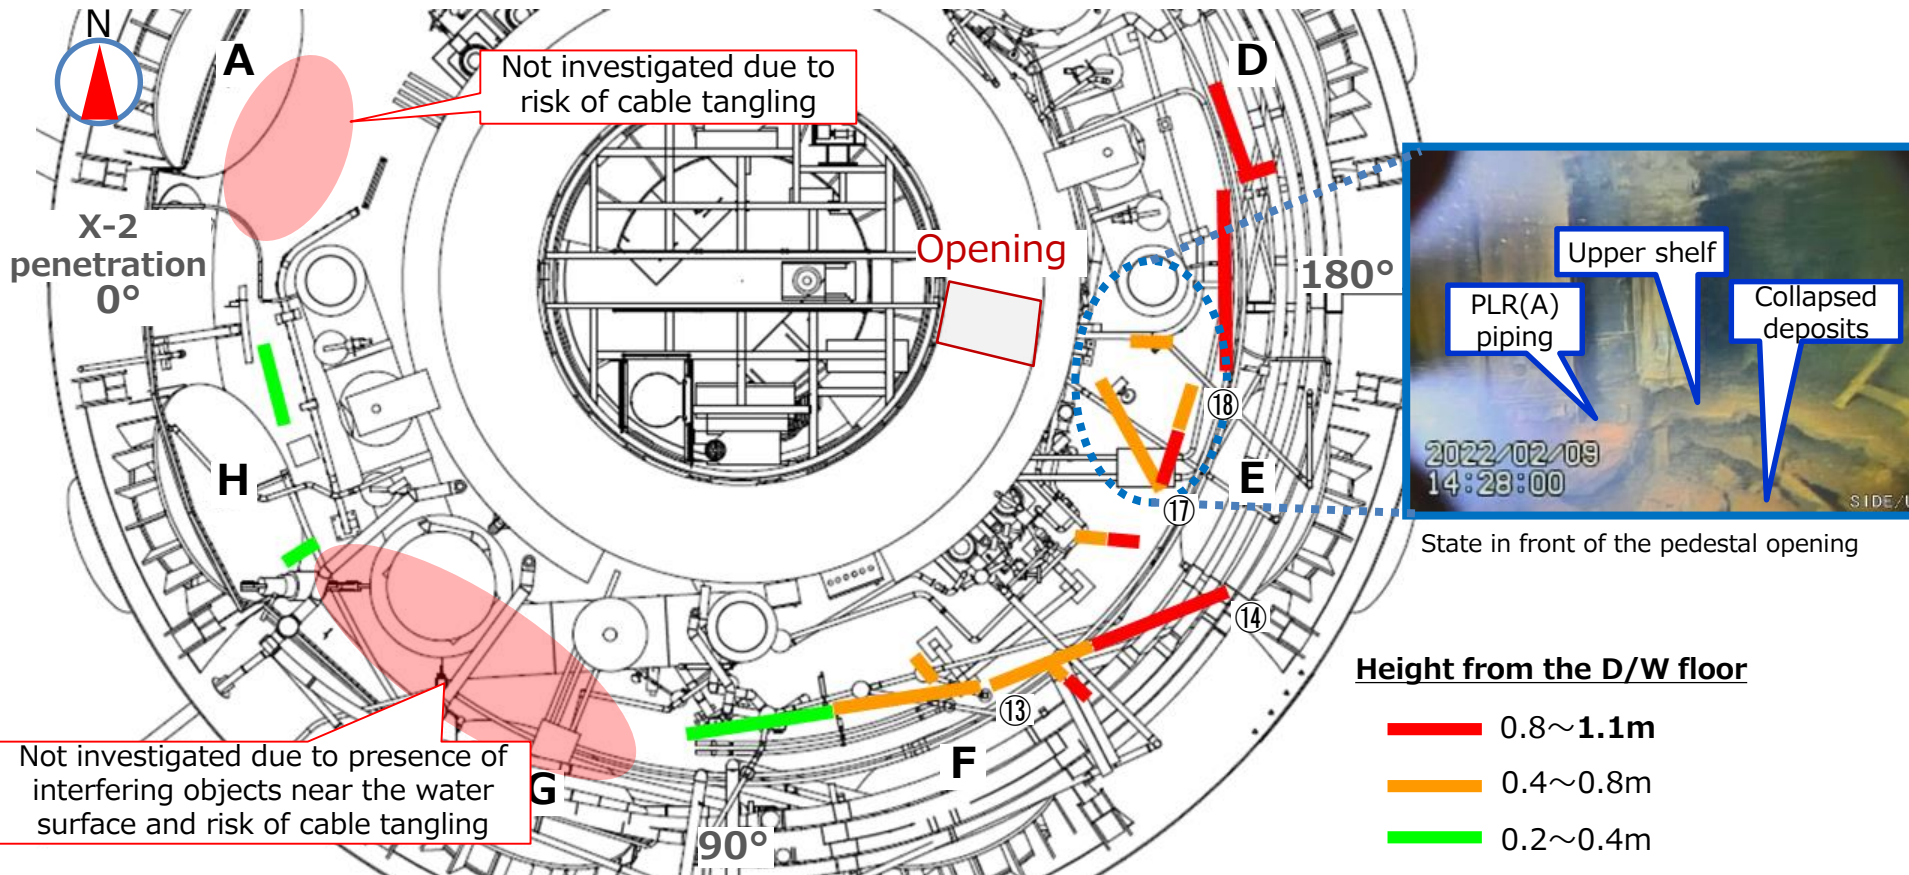 N
A
Not investigated due to
risk of cable tangling
D
X-2
penetration
0°
Opening
180°
Upper shelf
PLR(A)
piping
Collapsed
deposits
2022/02/09
14:28:00
SIDE/
State in front of the pedestal opening
⑱
E
H
⑰
⑭
⑬
F
G
90°
Not investigated due to presence of
interfering objects near the water
surface and risk of cable tangling
Height from the D/W floor
0.8~1.1m
0.4~0.8m
0.2~0.4m